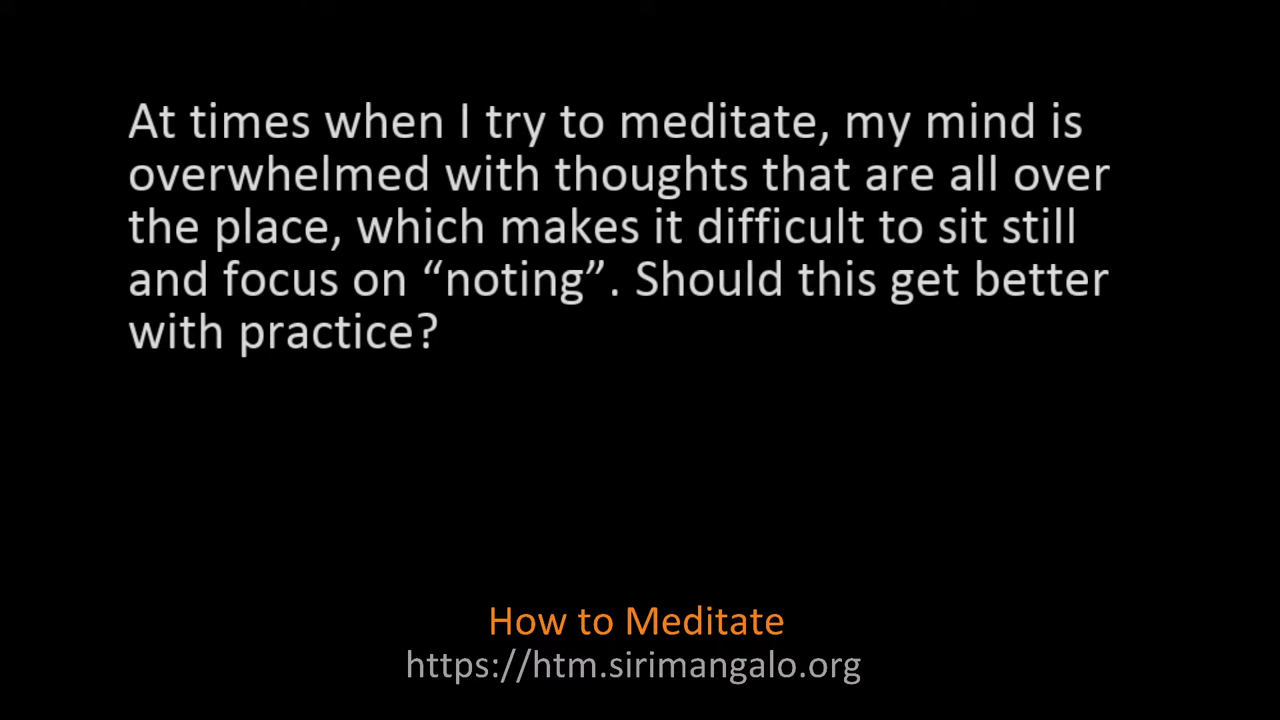 At times when I try to meditate, my mind is
overwhelmed with thoughts that are all over
the place, which makes it difficult to sit still
and focus on “noting”. Should this get better
with practice?
How to Meditate
https://htm.sirimangalo.org